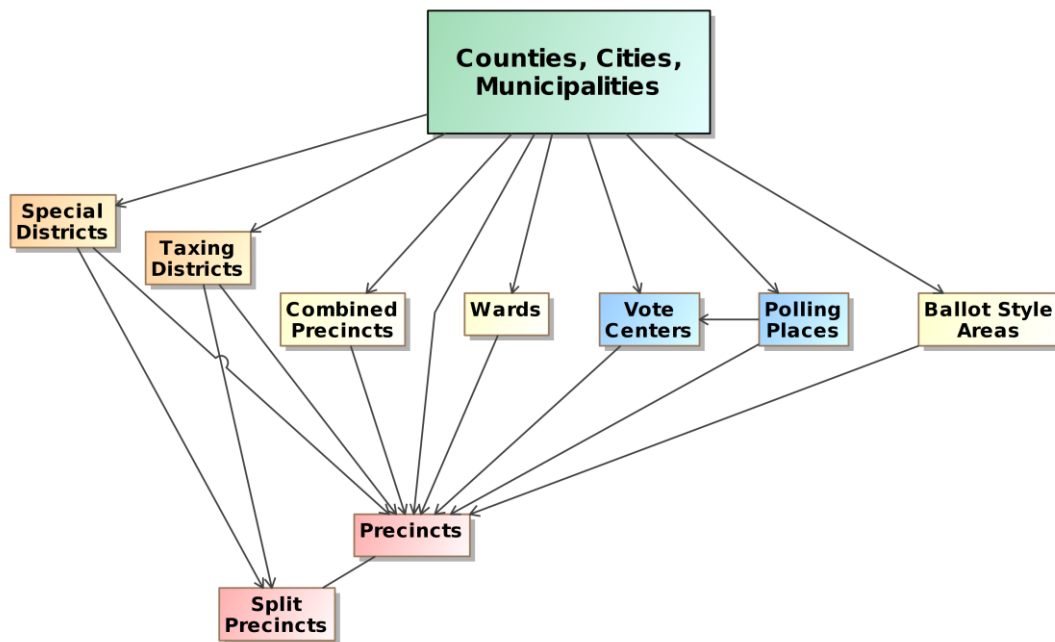 Counties, Cities,
Municipalities
Special
Districts
Taxing
Districts
Combined
Precincts
Wards
Vote
Centers
Polling
Places
Ballot Style
Areas
Precincts
Split
Precincts